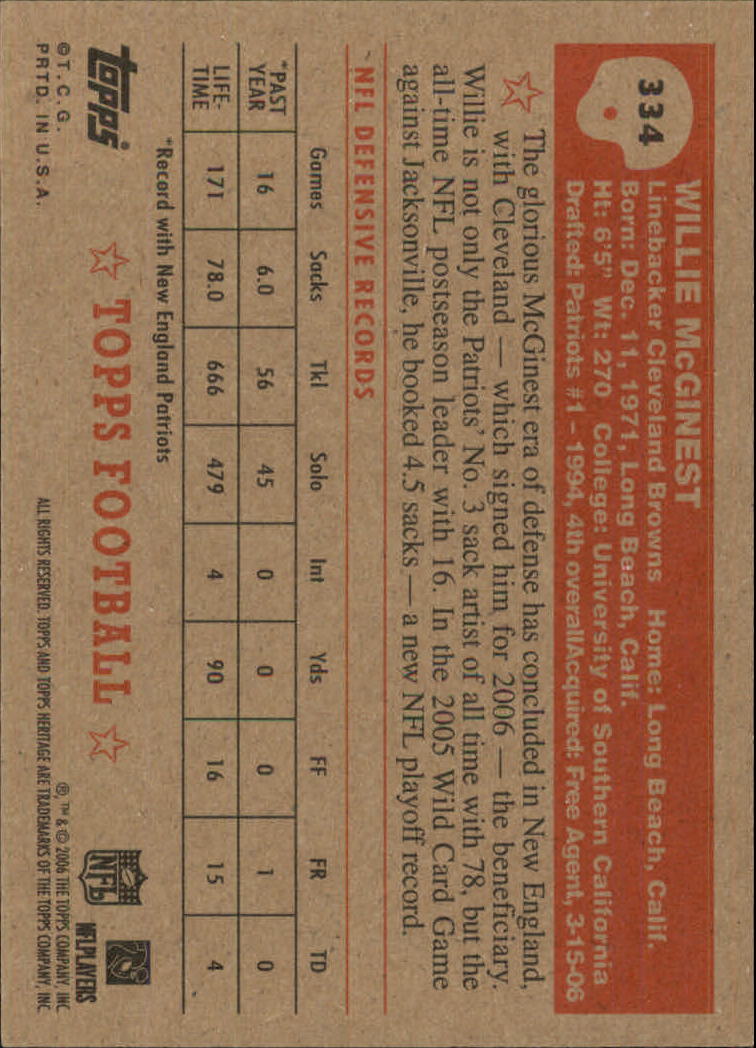 334
WILLIE McGINEST
Linebacker Cleveland Browns Home: Long Beach, Calif.
Born: Dec. 11, 1971, Long Beach, Calif.
Ht: 6'5" Wt: 270 College: University of Southern California
Drafted: Patriots #1 – 1994, 4th overall Acquired: Free Agent, 3-15-06
The glorious McGinest era of defense has concluded in New England,
with Cleveland — which signed him for 2006 — the beneficiary.
Willie is not only the Patriots' No. 3 sack artist of all time with 78, but the
all-time NFL postseason leader with 16. In the 2005 Wild Card Game
against Jacksonville, he booked 4.5 sacks — a new NFL playoff record.
NFL DEFENSIVE RECORDS
Games Sacks Tkl Solo Int Yds FF FR TD
*PAST YEAR 16 6.0 56 45 0 0 0 1 0
LIFE-TIME 171 78.0 666 479 4 90 16 15 4
*Record with New England Patriots
topps
TOPPS FOOTBALL
NFL
NFLPLAYERS
©T.C.G.
PRTD. IN U.S.A.
®, ™ & © 2006 THE TOPPS COMPANY, INC
ALL RIGHTS RESERVED. TOPPS AND TOPPS HERITAGE ARE TRADEMARKS OF THE TOPPS COMPANY, INC